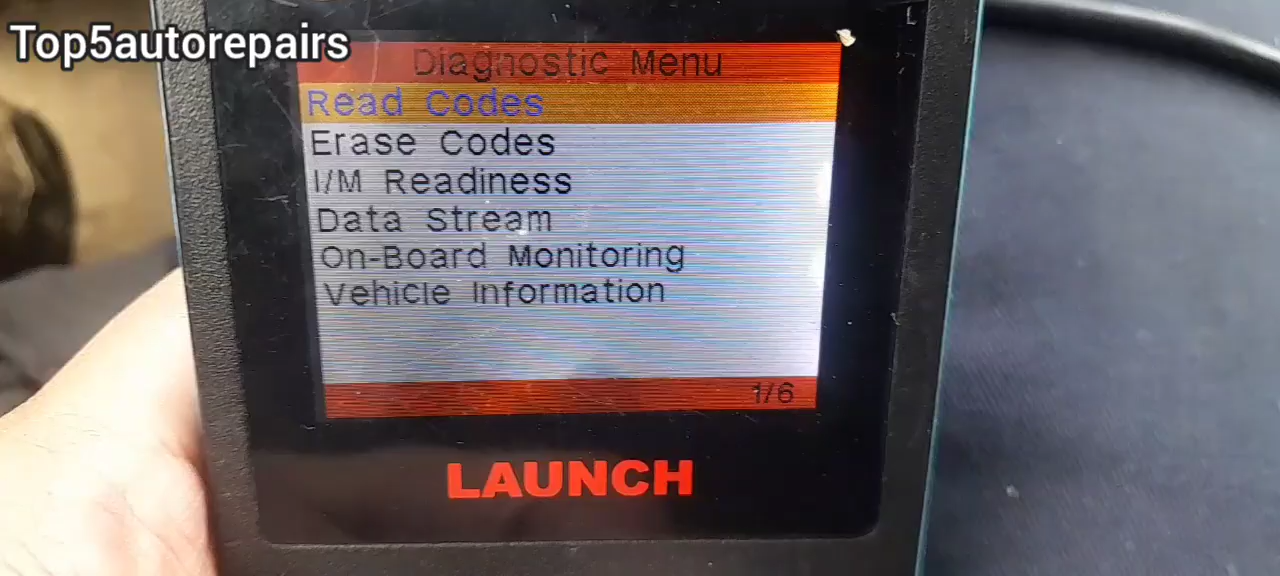 Top5autorepairs
Diagnostic Menu
Read Codes
Erase Codes
I/M Readiness
Data Stream
On-Board Monitoring
Vehicle Information
1/6
LAUNCH